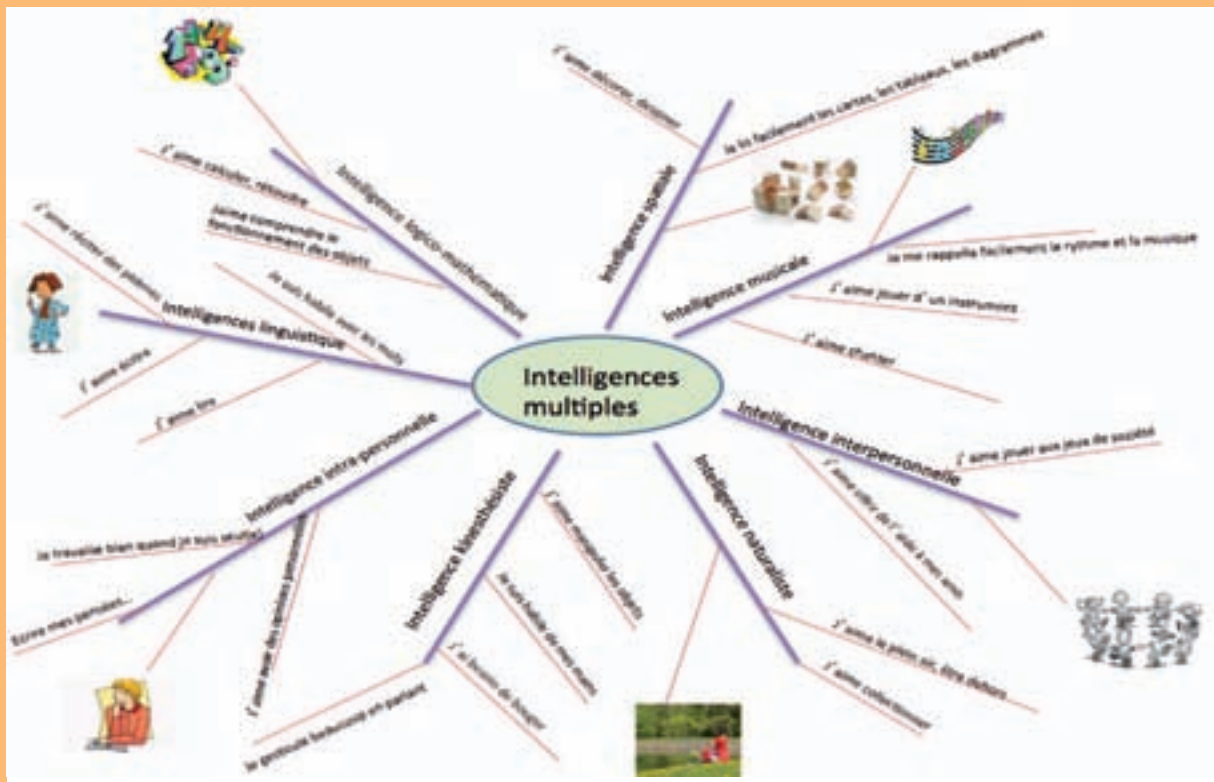 Intelligences
multiples
Intelligence spatiale
j' aime décorer, dessiner
Je lis facilement les cartes, les tableaux, les diagrammes
Intelligence musicale
Je me rappelle facilement le rythme et la musique
J' aime jouer d' un instrument
J' aime chanter
Intelligence interpersonnelle
J' aime jouer aux jeux de société
J' aime offrir de l' aide à mes amis
Intelligence naturaliste
J' aime le plein air, être dehors
J' aime collectionner
Intelligence kinesthésiste
J' aime manipuler les objets
Je suis habile de mes mains
J' ai besoin de bouger
Je gesticule beaucoup en parlant
Intelligence intra-personnelle
Je travaille bien quand je suis seul(e)
Ecrire mes pensées...
J' aime avoir des opinions
Intelligences linguistique
J' aime réciter des poèmes
Je suis habile avec les mots
J' aime écrire
J' aime lire
Intelligence logico-mathématique
J' aime calculer, résoudre
J'aime comprendre le
fonctionnement des objets